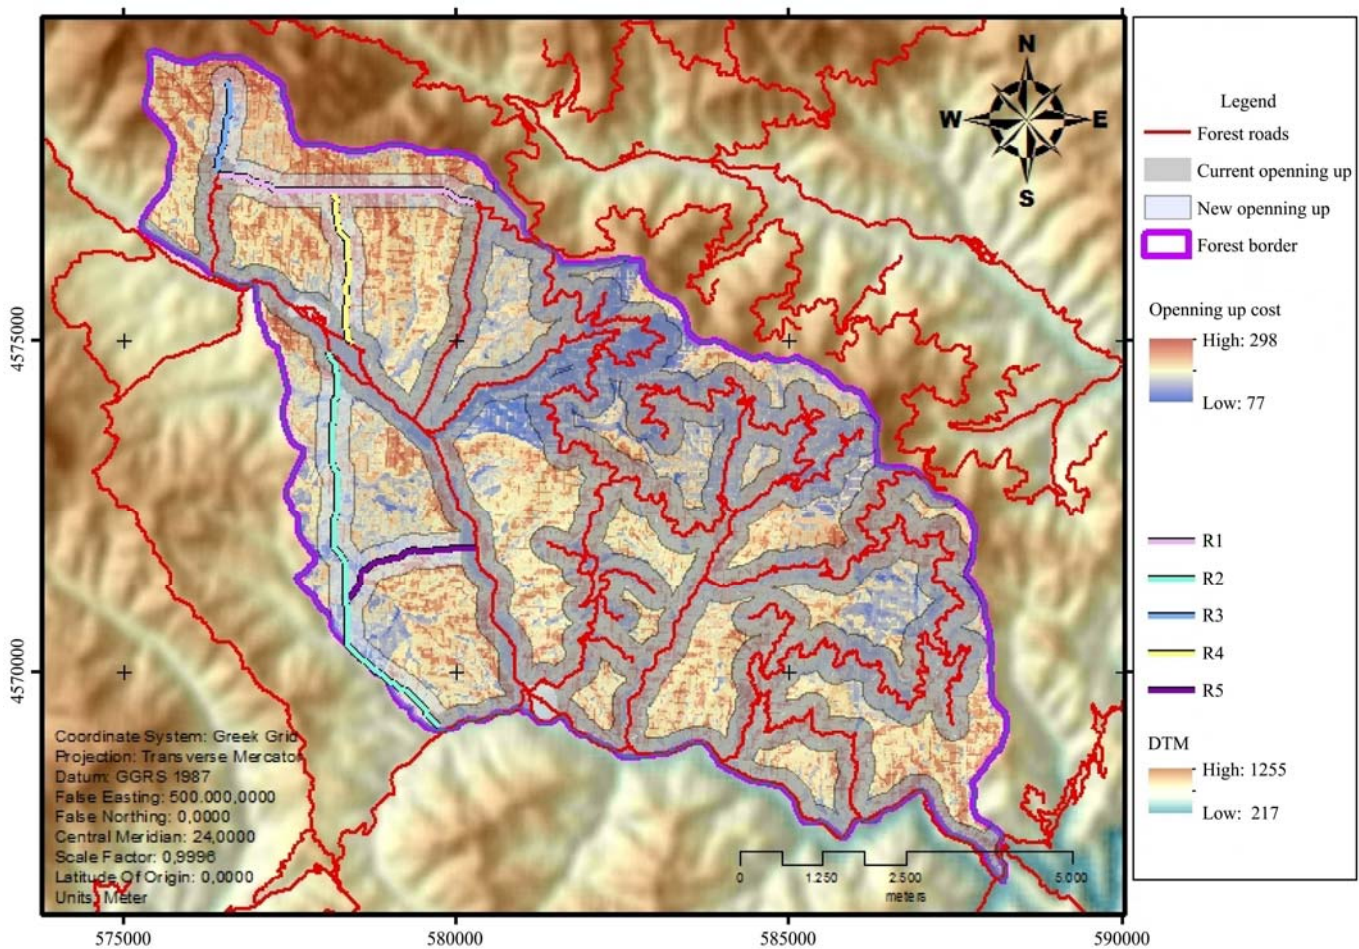 N
W E
S
Legend
Forest roads
Current openning up
New openning up
Forest border
Openning up cost
High: 298
Low: 77
R1
R2
R3
R4
R5
DTM
High: 1255
Low: 217
4575000
4570000
Coordinate System: Greek Grid
Projection: Transverse Mercator
Datum: GGRS 1987
False Easting: 500.000,0000
False Northing: 0,0000
Central Meridian: 24,0000
Scale Factor: 0,9996
Latitude Of Origin: 0,0000
Units: Meter
0 1.250 2.500 5.000
meters
575000 580000 585000 590000